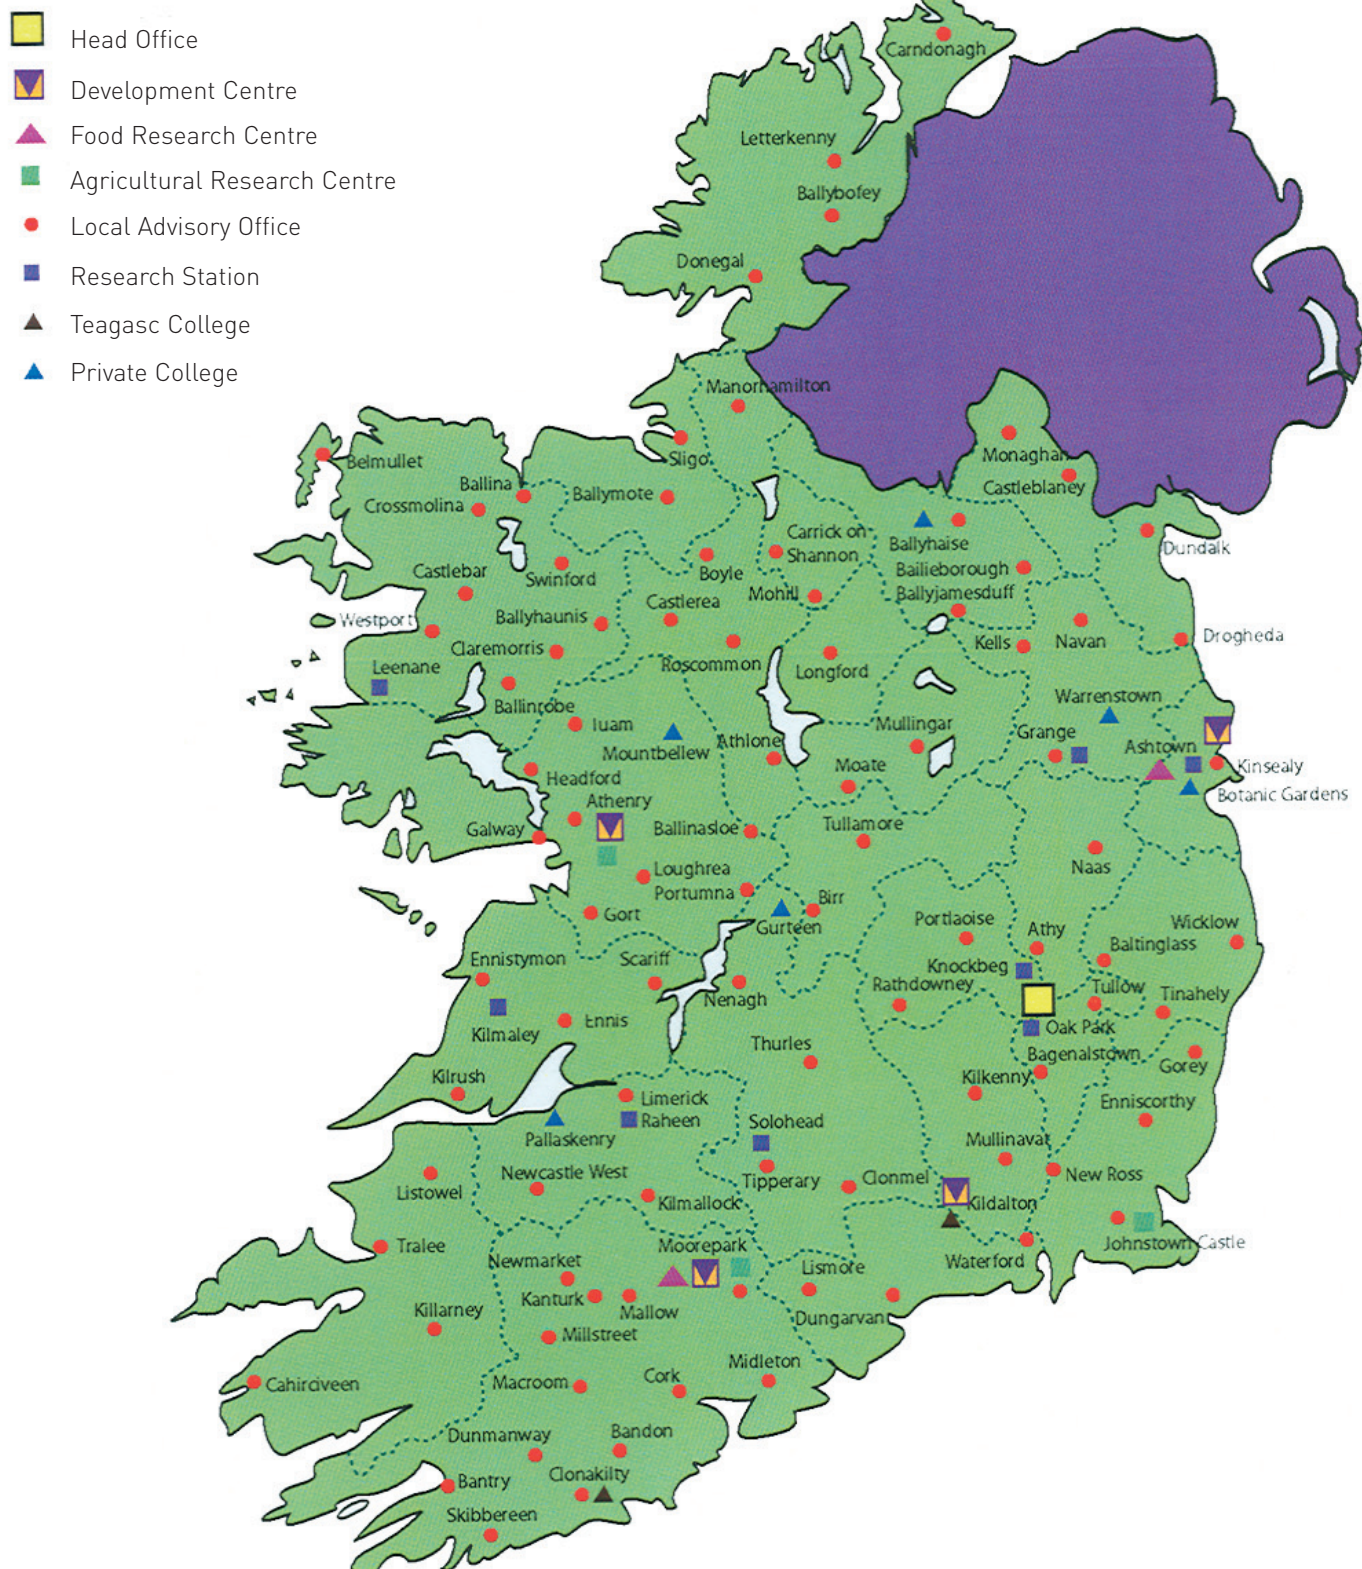 Head Office
Development Centre
Food Research Centre
Agricultural Research Centre
Local Advisory Office
Research Station
Teagasc College
Private College
Carndonagh
Letterkenny
Ballybofey
Donegal
Manorhamilton
Sligo
Monaghan
Castleblaney
Belmullet
Ballina
Crossmolina
Ballymote
Carrick on
Shannon
Ballyhaise
Dundalk
Castlebar
Swinford
Boyle
Bailieborough
Mohill
Ballyjamesduff
Castlerea
Westport
Ballyhaunis
Claremorris
Roscommon
Longford
Kells
Navan
Drogheda
Leenane
Ballinrobe
Tuam
Mountbellew
Athlone
Mullingar
Warrenstown
Grange
Ashtown
Kinsealy
Botanic Gardens
Headford
Moate
Athenry
Galway
Ballinasloe
Tullamore
Naas
Loughrea
Portumna
Birr
Gort
Gurteen
Portlaoise
Athy
Wicklow
Baltinglass
Ennistymon
Scariff
Knockbeg
Nenagh
Rathdowney
Tullow
Tinahely
Kilmaley
Ennis
Oak Park
Thurles
Bagenalstown
Gorey
Kilrush
Kilkenny
Limerick
Raheen
Enniscorthy
Pallaskenry
Solohead
Mullinavat
Listowel
Newcastle West
Tipperary
Clonmel
New Ross
Kilmallock
Kildalton
Tralee
Moorepark
Johnstown Castle
Newmarket
Lismore
Waterford
Kanturk
Mallow
Killarney
Dungarvan
Millstreet
Cahirciveen
Macroom
Cork
Midleton
Dunmanway
Bandon
Bantry
Clonakilty
Skibbereen